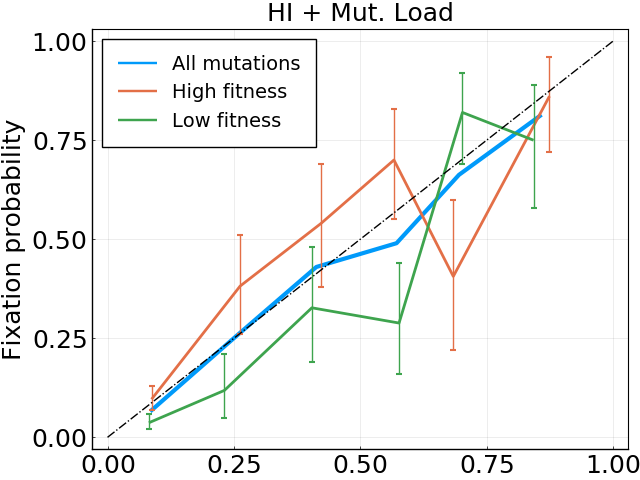 HI + Mut. Load
Fixation probability
1.00
0.75
0.50
0.25
0.00
All mutations
High fitness
Low fitness
0.00 0.25 0.50 0.75 1.00